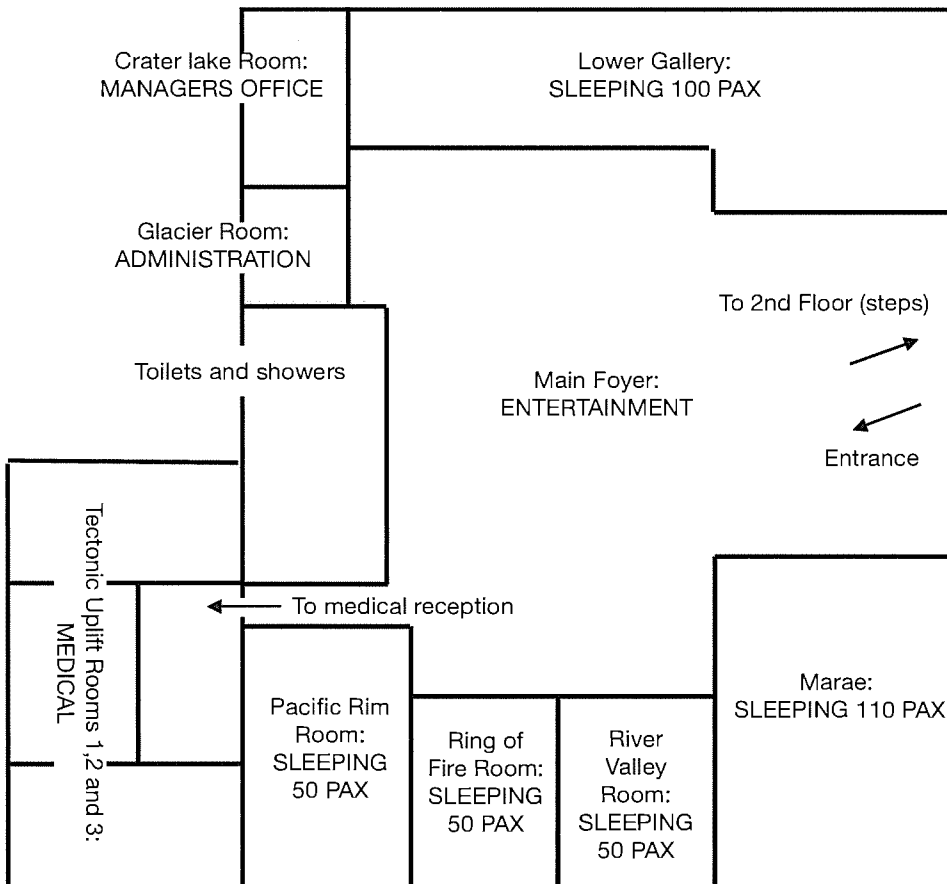 Crater lake Room:
MANAGERS OFFICE
Lower Gallery:
SLEEPING 100 PAX
Glacier Room:
ADMINISTRATION
To 2nd Floor (steps)
Toilets and showers
Main Foyer:
ENTERTAINMENT
Entrance
Tectonic Uplift Rooms 1,2 and 3:
MEDICAL
To medical reception
Pacific Rim
Room:
SLEEPING
50 PAX
Ring of
Fire Room:
SLEEPING
50 PAX
River
Valley
Room:
SLEEPING
50 PAX
Marae:
SLEEPING 110 PAX